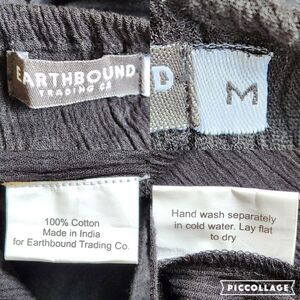 EARTHBOUND
TRADING CO
M
100% Cotton
Made in India
for Earthbound Trading Co.
Hand wash separately
in cold water. Lay flat
to dry
PICCOLLAGE